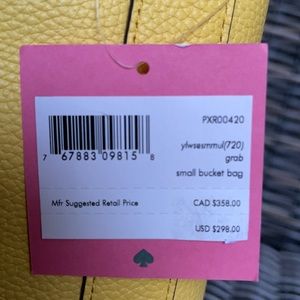 PXR00420
ylwsesmmul(720)
grab
small bucket bag
7 67883 09815 8
Mfr Suggested Retail Price
CAD $358.00
USD $298.00